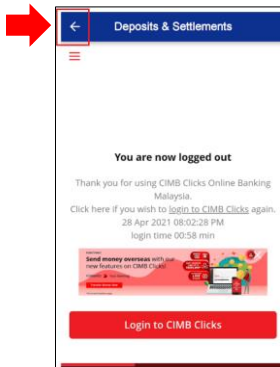 Deposits & Settlements
You are now logged out
Thank you for using CIMB Clicks Online Banking
Malaysia.
Click here if you wish to login to CIMB Clicks again.
28 Apr 2021 08:02:28 PM
login time 00:58 min
Send money overseas with our
new features on CIMB Clicks!
Login to CIMB Clicks